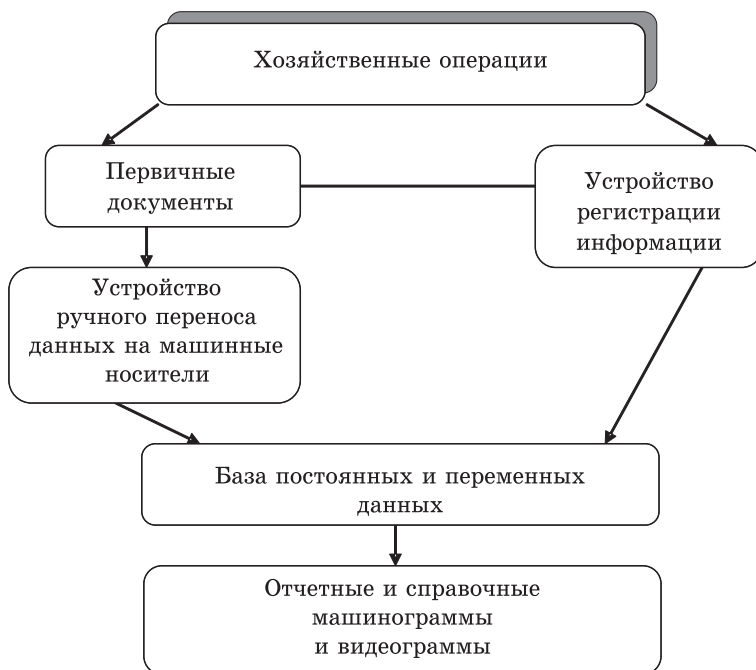 Хозяйственные операции
Первичные
документы
Устройство
регистрации
информации
Устройство
ручного переноса
данных на машинные
носители
База постоянных и переменных
данных
Отчетные и справочные
машинограммы
и видеограммы